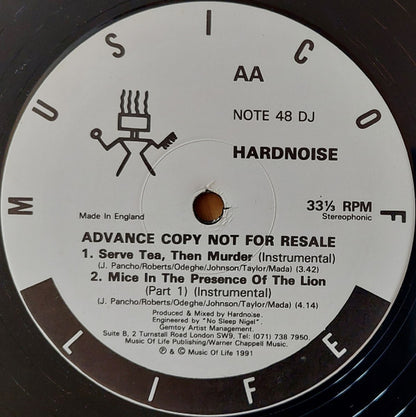 MUSIC OF LIFE
AA
NOTE 48 DJ
HARDNOISE
Made In England
33⅓ RPM
Stereophonic
ADVANCE COPY NOT FOR RESALE
1. Serve Tea, Then Murder (Instrumental)
(J. Pancho/Roberts/Odeghe/Johnson/Taylor/Mada) (3.42)
2. Mice In The Presence Of The Lion
(Part 1) (Instrumental)
(J. Pancho/Roberts/Odeghe/Johnson/Taylor/Mada) (4.14)
Produced & Mixed by Hardnoise.
Engineered by "No Sleep Nigel".
Gemtoy Artist Management.
Suite B, 2 Turnstall Road London SW9, Tel: (071) 738 7950
Music Of Life Publishing/Warner Chappell Music.
℗ & © Music Of Life 1991